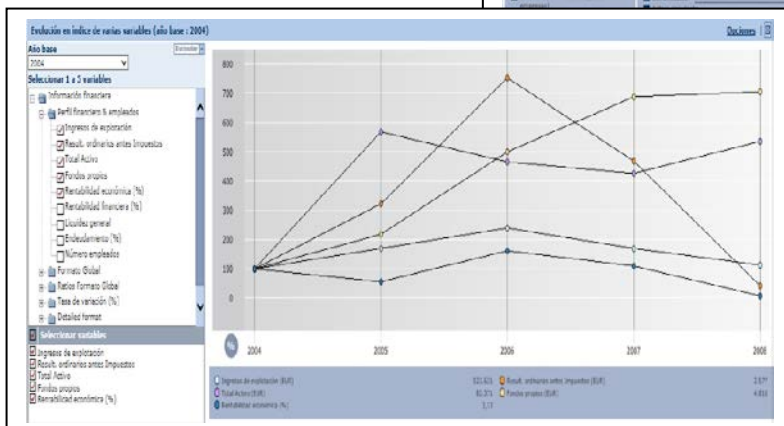 Evolución en índice de varias variables (año base : 2004)
Opciones
Año base
2004
Seleccionar 1 a 5 variables
Información financiera
Perfil financiero & empleados
Ingresos de explotación
Result. ordinarios antes Impuestos
Total Activo
Fondos propios
Rentabilidad económica (%)
Rentabilidad financiera (%)
Liquidez general
Endeudamiento (%)
Número empleados
Formato Global
Ratios Formato Global
Tasa de variación (%)
Detailed format
Seleccionar variables
Ingresos de explotación
Result. ordinarios antes Impuestos
Total Activo
Fondos propios
Rentabilidad económica (%)
800
700
600
500
400
300
200
100
0
%
2004
2005
2006
2007
2008
Ingresos de explotación (EUR)
Result. ordinarios antes Impuestos (EUR)
Total Activo (EUR)
Fondos propios (EUR)
Rentabilidad económica (%)